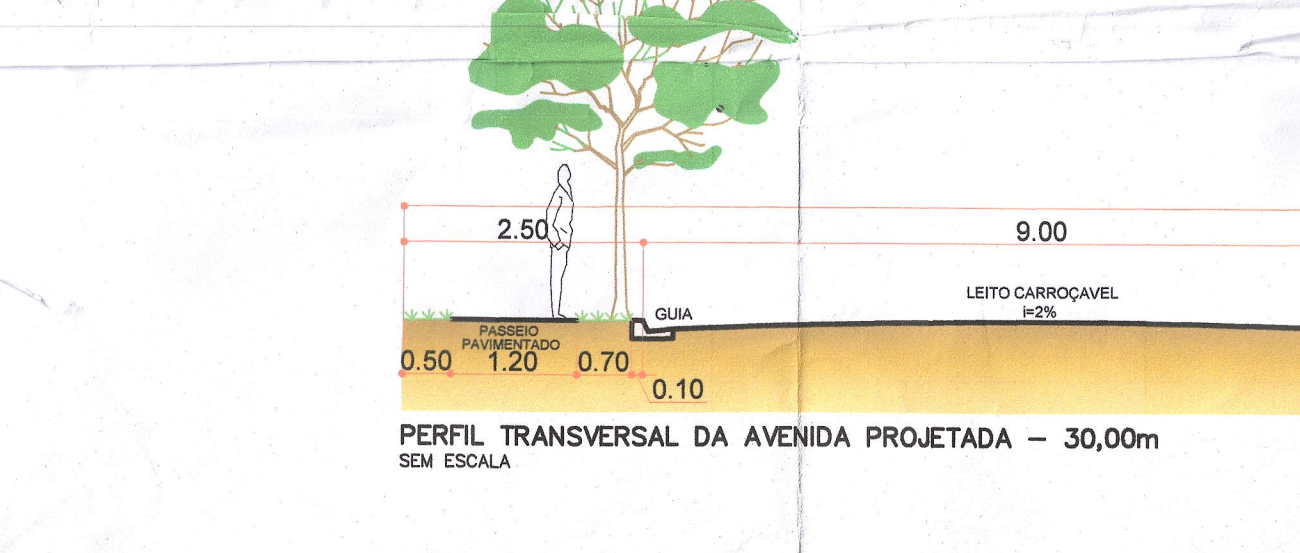 2.50
9.00
LEITO CARROÇAVEL
i=2%
GUIA
PASSEIO
PAVIMENTADO
0.50
1.20
0.70
0.10
PERFIL TRANSVERSAL DA AVENIDA PROJETADA – 30,00m
SEM ESCALA